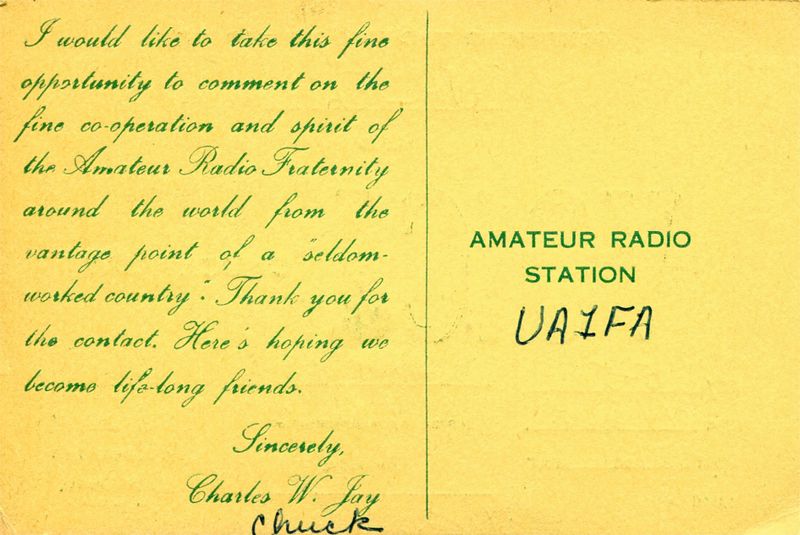 I would like to take this fine
opportunity to comment on the
fine co-operation and spirit of
the Amateur Radio Fraternity
around the world from the
vantage point of a "seldom-
worked country". Thank you for
the contact. Here's hoping we
become life-long friends.
Sincerely,
Charles W. Jay
Chuck
AMATEUR RADIO
STATION
UA1FA